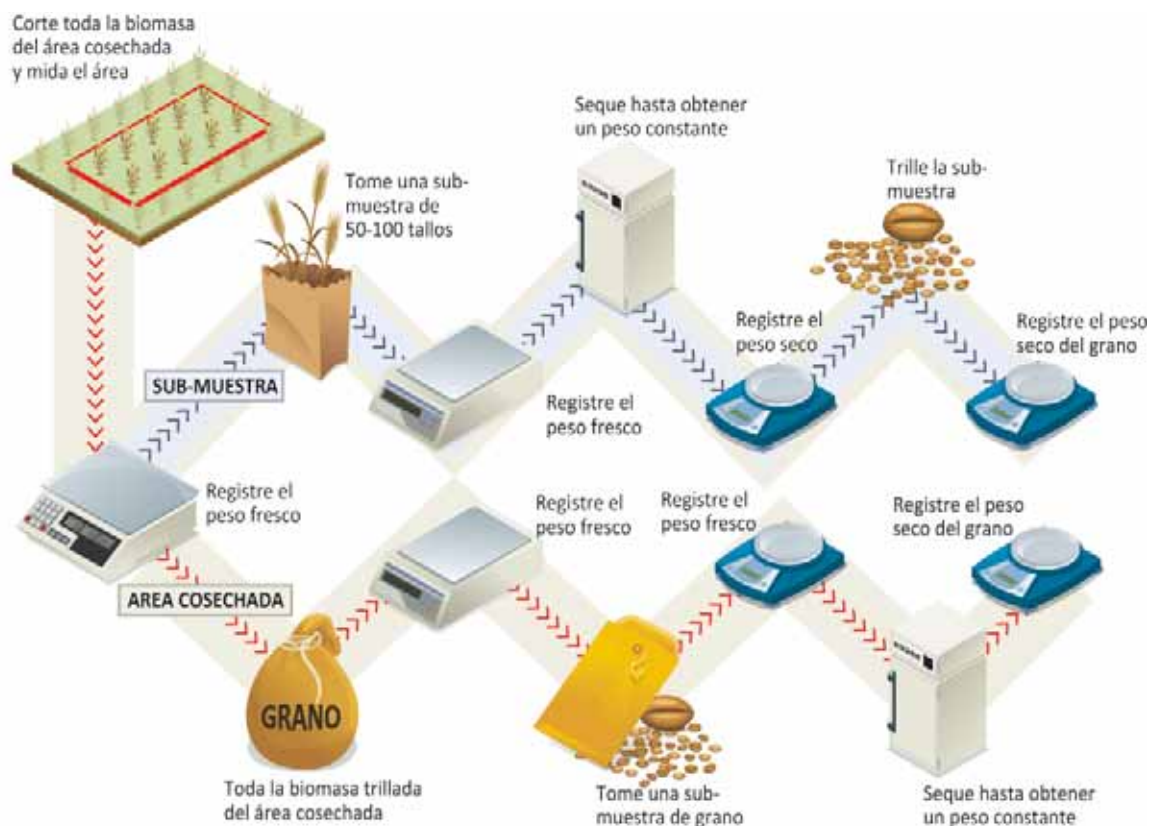 Corte toda la biomasa
del área cosechada
y mida el área
Tome una sub-
muestra de
50-100 tallos
Seque hasta obtener
un peso constante
Trille la sub-
muestra
Registre el
peso seco
Registre el peso
seco del grano
SUB-MUESTRA
Registre el
peso fresco
Registre el
peso fresco
Registre el
peso fresco
Registre el
peso fresco
Registre el peso
seco del grano
AREA COSECHADA
GRANO
Toda la biomasa trillada
del área cosechada
Tome una sub-
muestra de grano
Seque hasta obtener
un peso constante